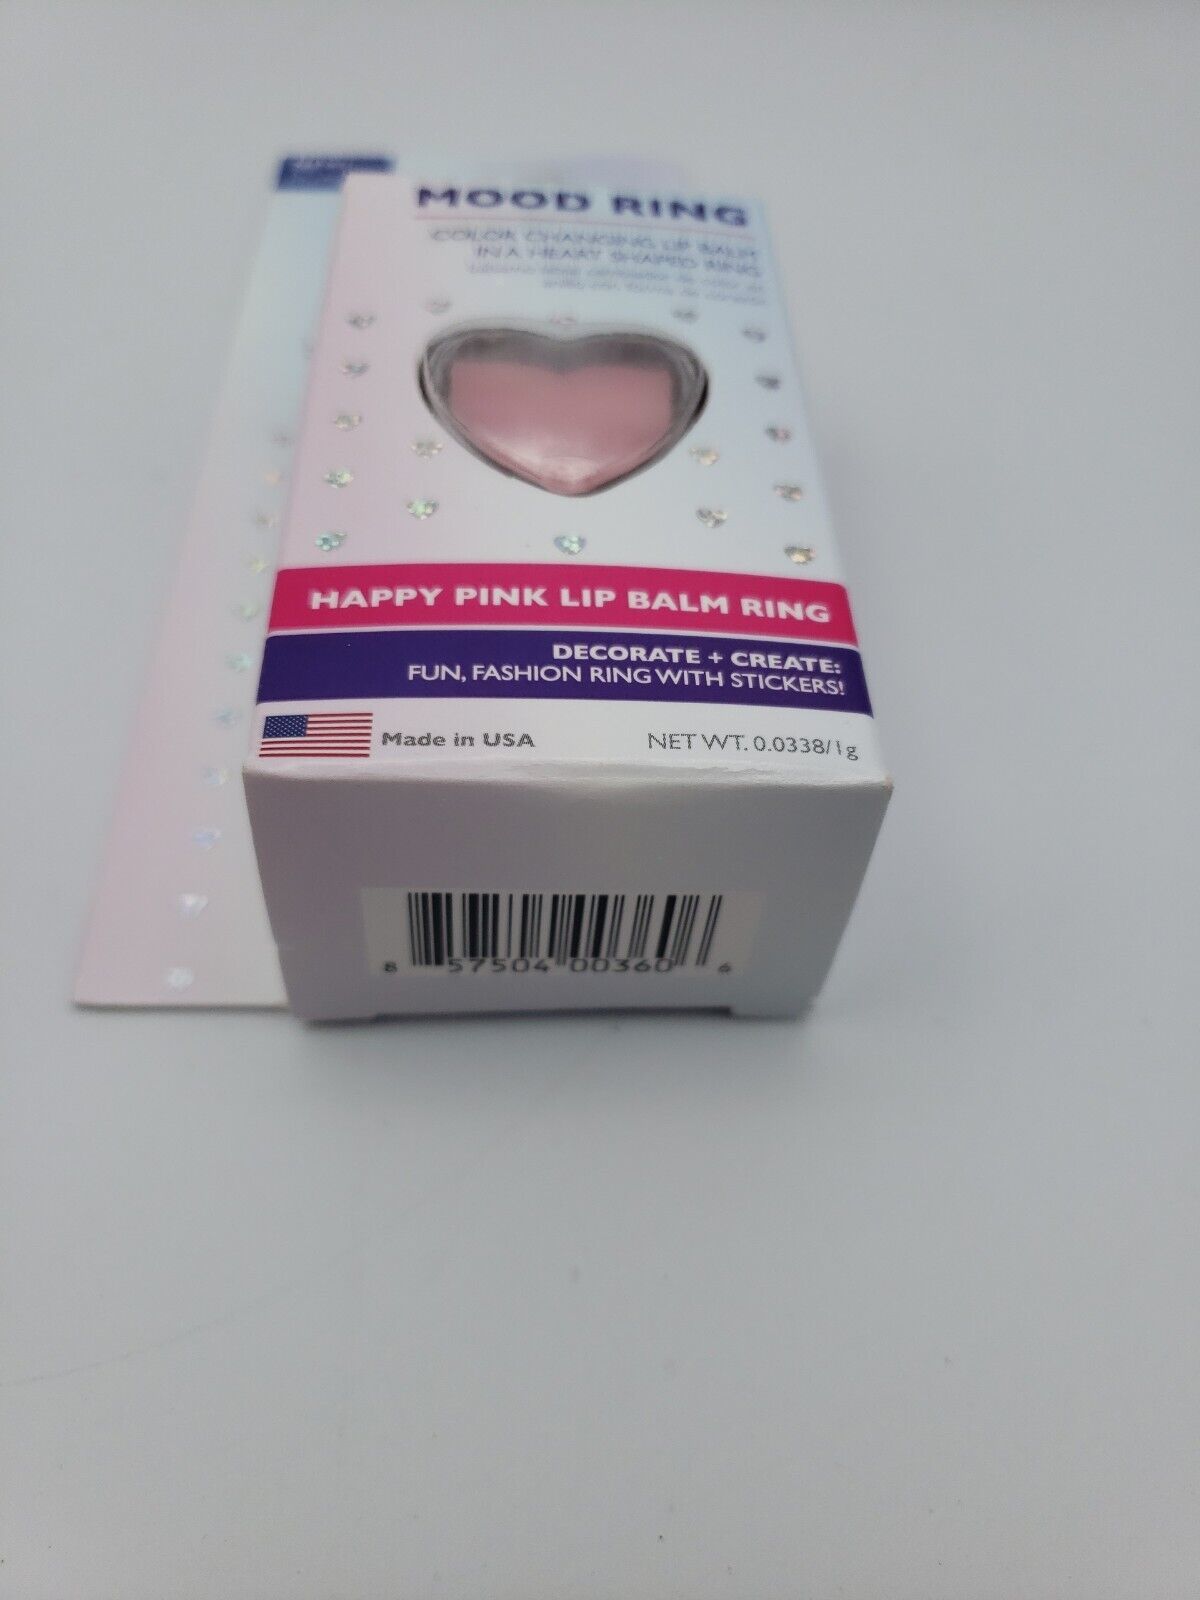 MOOD RING
COLOR CHANGING LIP BALM
IN A HEART SHAPED RING
HAPPY PINK LIP BALM RING
DECORATE + CREATE:
FUN, FASHION RING WITH STICKERS!
Made in USA
NET WT. 0.0338/1g
8 57504 00360 6